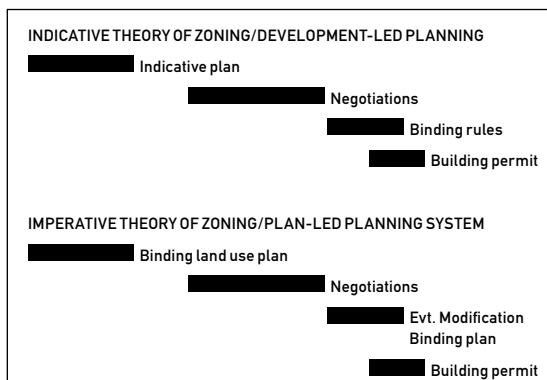 INDICATIVE THEORY OF ZONING/DEVELOPMENT-LED PLANNING
Indicative plan
Negotiations
Binding rules
Building permit
IMPERATIVE THEORY OF ZONING/PLAN-LED PLANNING SYSTEM
Binding land use plan
Negotiations
Evt. Modification
Binding plan
Building permit